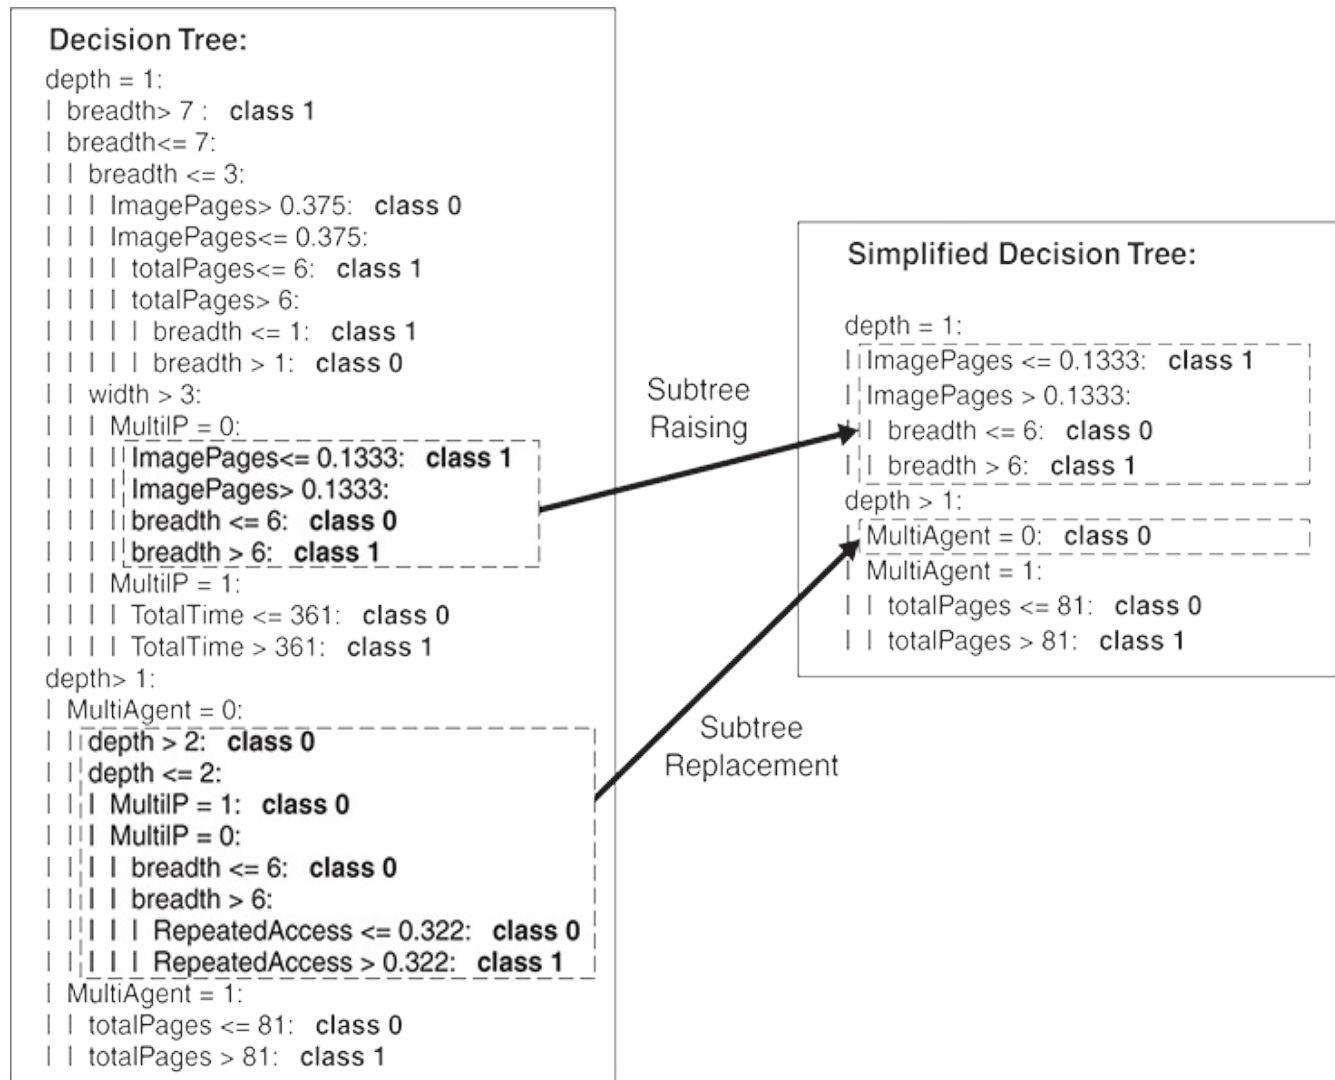 Decision Tree:
depth = 1:
| breadth> 7 : class 1
| breadth<= 7:
| | breadth <= 3:
| | | ImagePages> 0.375: class 0
| | | ImagePages<= 0.375:
| | | | totalPages<= 6: class 1
| | | | totalPages> 6:
| | | | | breadth <= 1: class 1
| | | | | breadth > 1: class 0
| | width > 3:
| | | MultiIP = 0:
| | | | ImagePages<= 0.1333: class 1
| | | | ImagePages> 0.1333:
| | | | breadth <= 6: class 0
| | | | breadth > 6: class 1
| | | MultiIP = 1:
| | | | TotalTime <= 361: class 0
| | | | TotalTime > 361: class 1
depth> 1:
| MultiAgent = 0:
| | depth > 2: class 0
| | depth <= 2:
| | | MultiIP = 1: class 0
| | | MultiIP = 0:
| | | | breadth <= 6: class 0
| | | | breadth > 6:
| | | | | RepeatedAccess <= 0.322: class 0
| | | | | RepeatedAccess > 0.322: class 1
| MultiAgent = 1:
| | totalPages <= 81: class 0
| | totalPages > 81: class 1
Subtree
Raising
Subtree
Replacement
Simplified Decision Tree:
depth = 1:
| ImagePages <= 0.1333: class 1
| ImagePages > 0.1333:
| | breadth <= 6: class 0
| | breadth > 6: class 1
depth > 1:
| MultiAgent = 0: class 0
| MultiAgent = 1:
| | totalPages <= 81: class 0
| | totalPages > 81: class 1